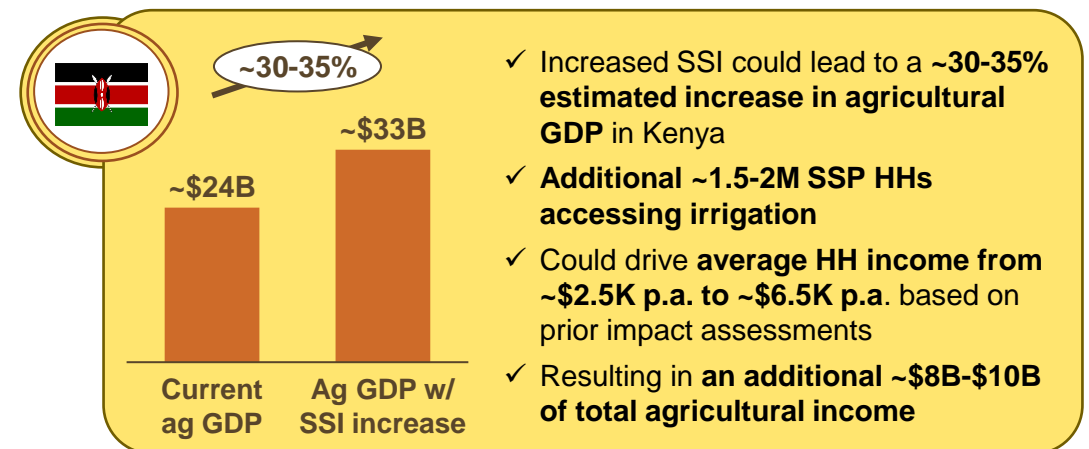 ~30-35%
~$33B
~$24B
Current
ag GDP
Ag GDP w/
SSI increase
✓ Increased SSI could lead to a ~30-35%
estimated increase in agricultural
GDP in Kenya
✓ Additional ~1.5-2M SSP HHs
accessing irrigation
✓ Could drive average HH income from
~$2.5K p.a. to ~$6.5K p.a. based on
prior impact assessments
✓ Resulting in an additional ~$8B-$10B
of total agricultural income